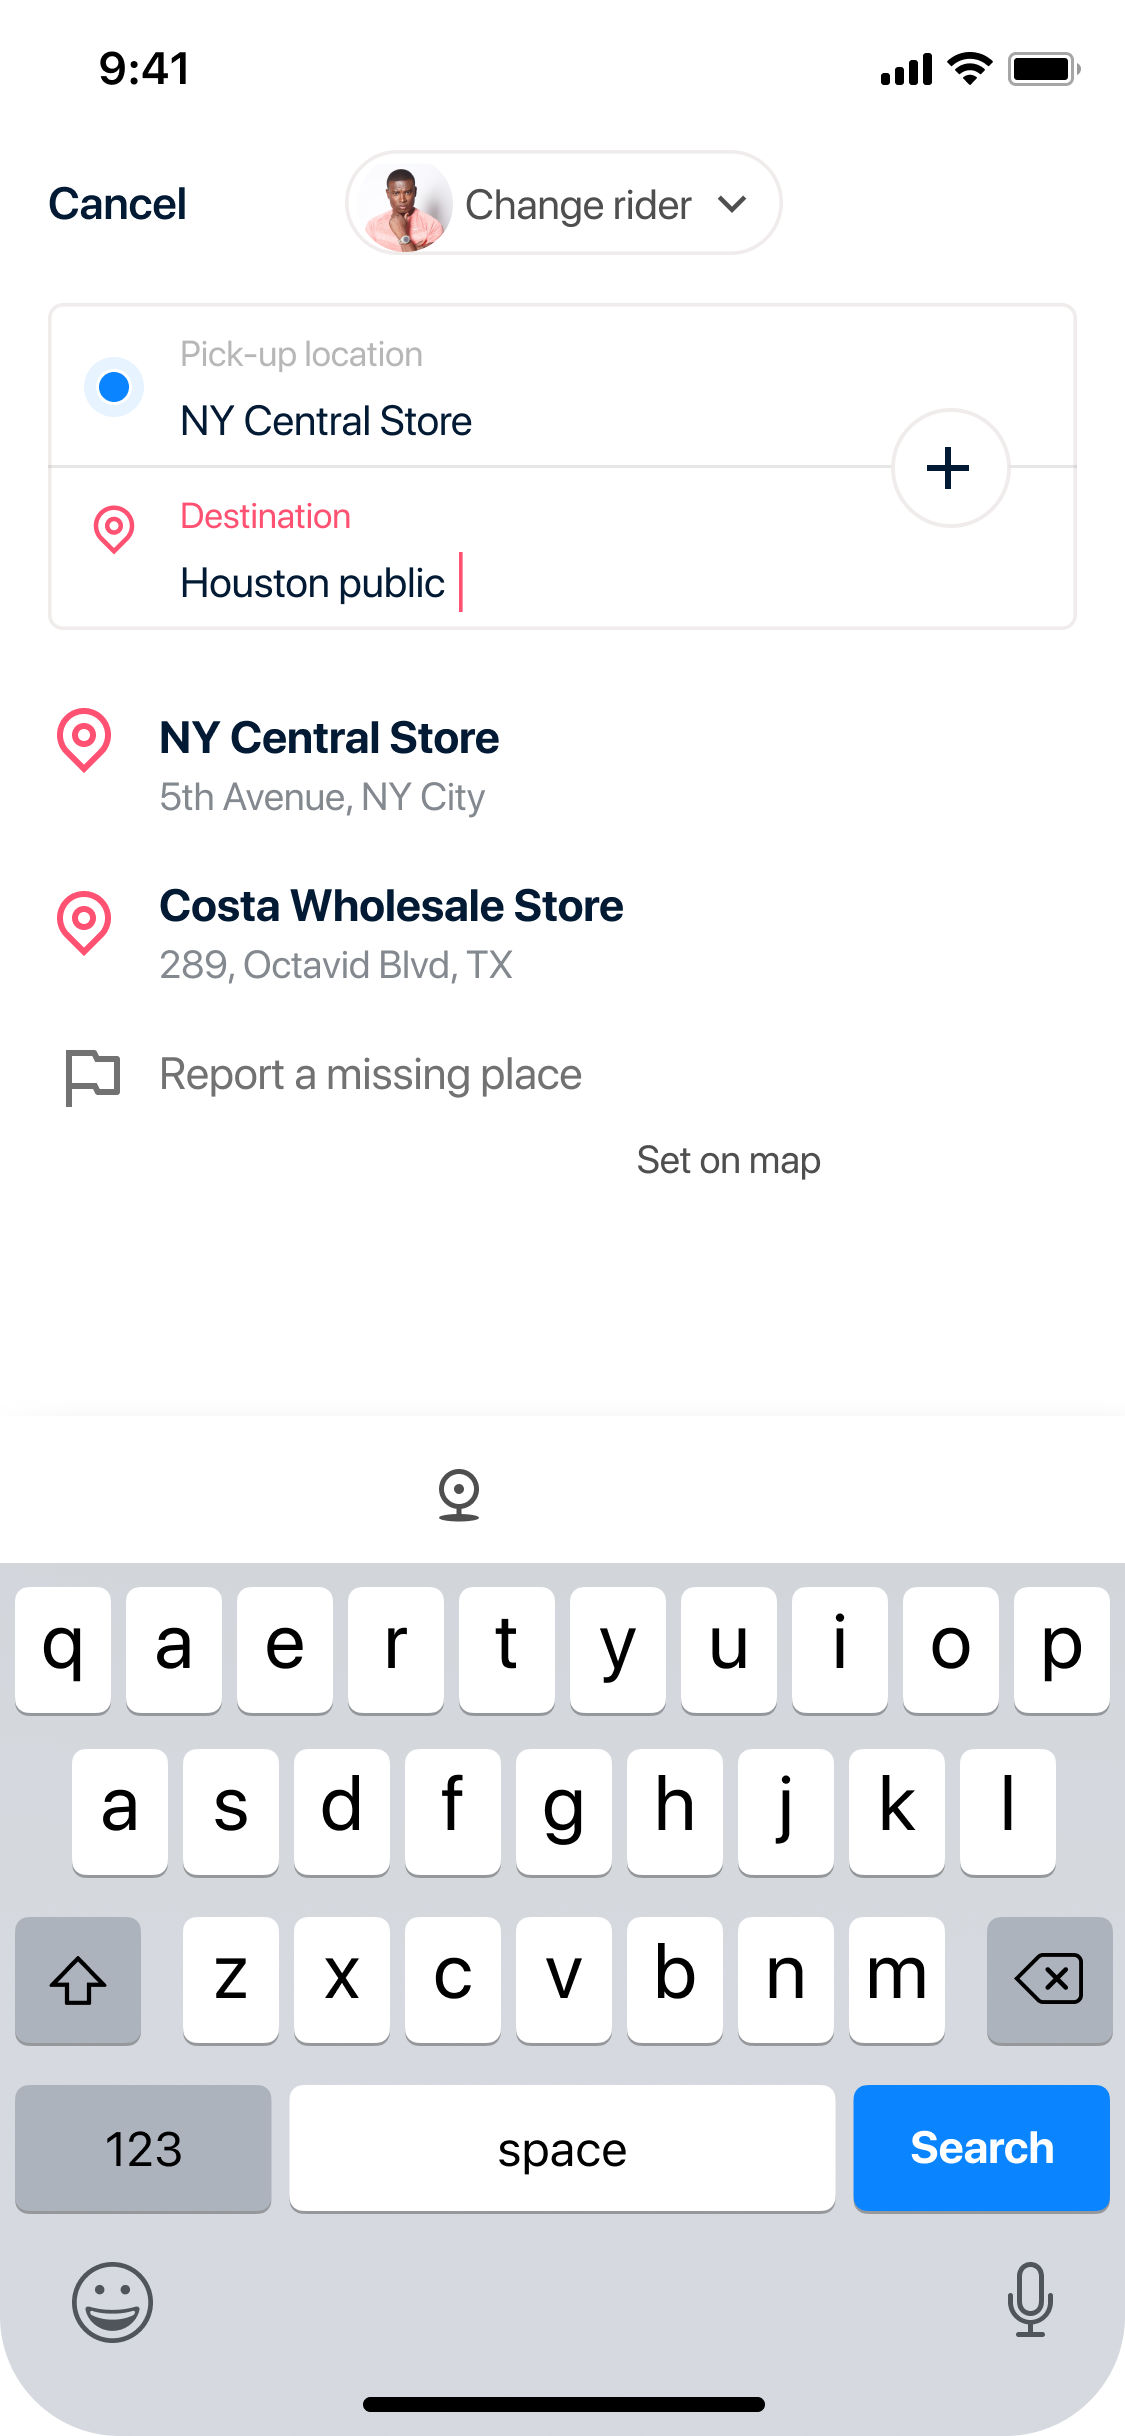 9:41
Cancel
Change rider
Pick-up location
NY Central Store
Destination
Houston public
NY Central Store
5th Avenue, NY City
Costa Wholesale Store
289, Octavid Blvd, TX
Report a missing place
Set on map
q a e r t y u i o p
a s d f g h j k l
z x c v b n m
123 space Search